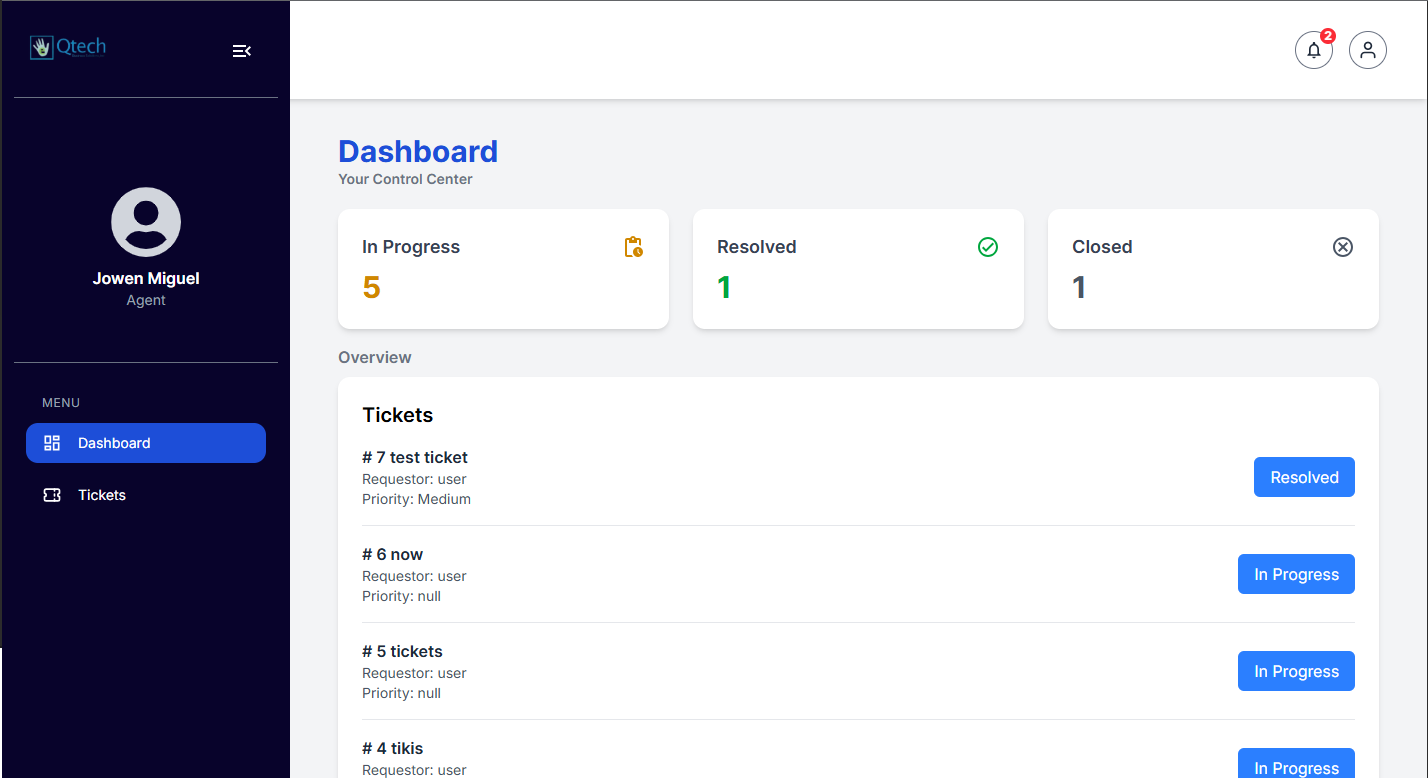 Qtech
2
Jowen Miguel
Agent
MENU
Dashboard
Tickets
Dashboard
Your Control Center
In Progress
5
Resolved
1
Closed
1
Overview
Tickets
# 7 test ticket
Requestor: user
Priority: Medium
Resolved
# 6 now
Requestor: user
Priority: null
In Progress
# 5 tickets
Requestor: user
Priority: null
In Progress
# 4 tikis
Requestor: user
In Progress